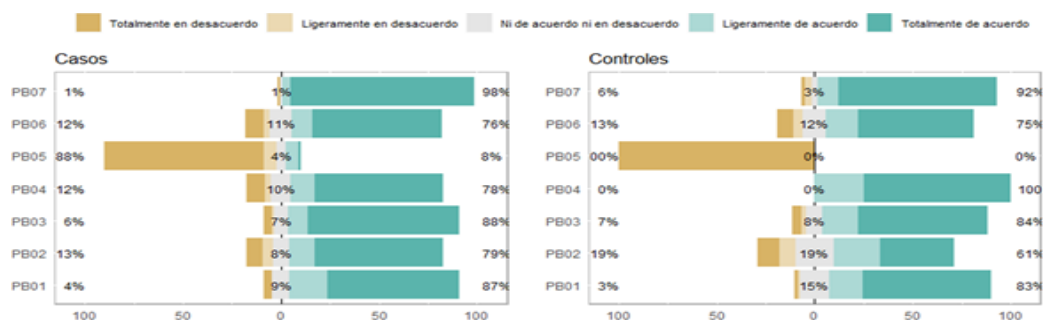 Totalmente en desacuerdo Ligeramente en desacuerdo Ni de acuerdo ni en desacuerdo Ligeramente de acuerdo Totalmente de acuerdo
Casos Controles
PB07 1% 1% 98% PB07 6% 3% 92%
PB06 12% 11% 76% PB06 13% 12% 75%
PB05 88% 4% 8% PB05 00% 0% 0%
PB04 12% 10% 78% PB04 0% 0% 100
PB03 6% 7% 88% PB03 7% 8% 84%
PB02 13% 8% 79% PB02 19% 19% 61%
PB01 4% 9% 87% PB01 3% 15% 83%
100 50 0 50 100 100 50 0 50 100